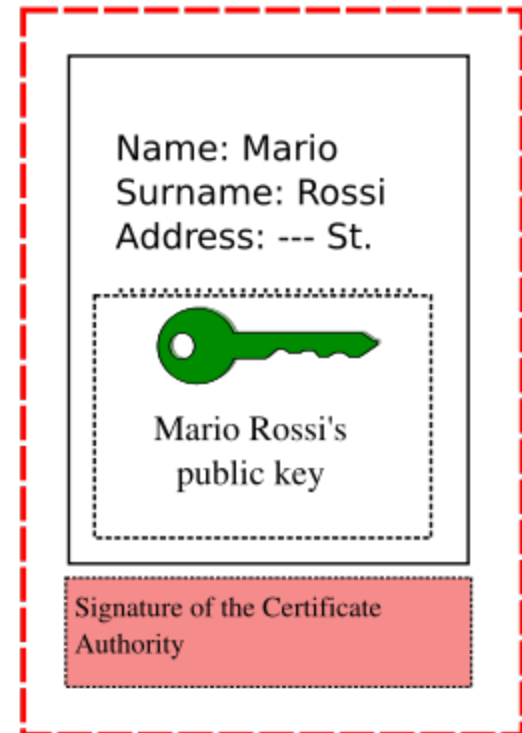 Name: Mario
Surname: Rossi
Address: --- St.
Mario Rossi's
public key
Signature of the Certificate
Authority